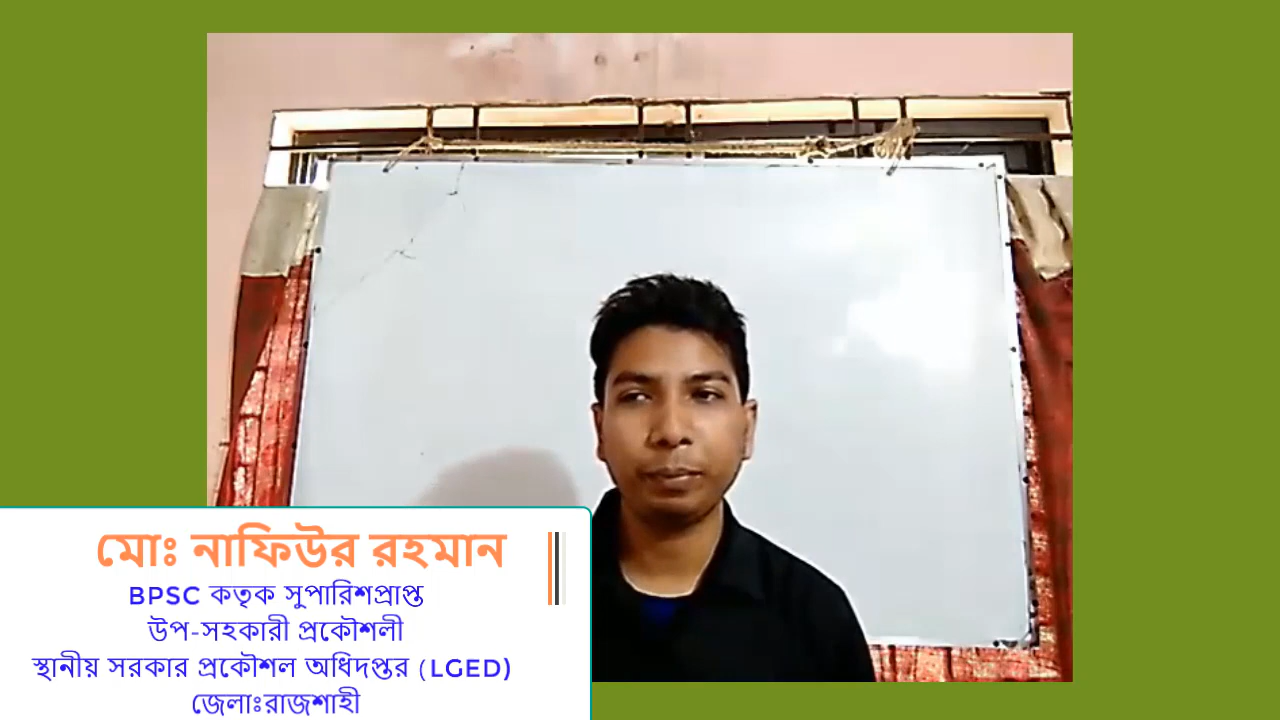 মোঃ নাফিউর রহমান
BPSC কতৃক সুপারিশপ্রাপ্ত
উপ-সহকারী প্রকৌশলী
স্থানীয় সরকার প্রকৌশল অধিদপ্তর (LGED)
জেলাঃরাজশাহী